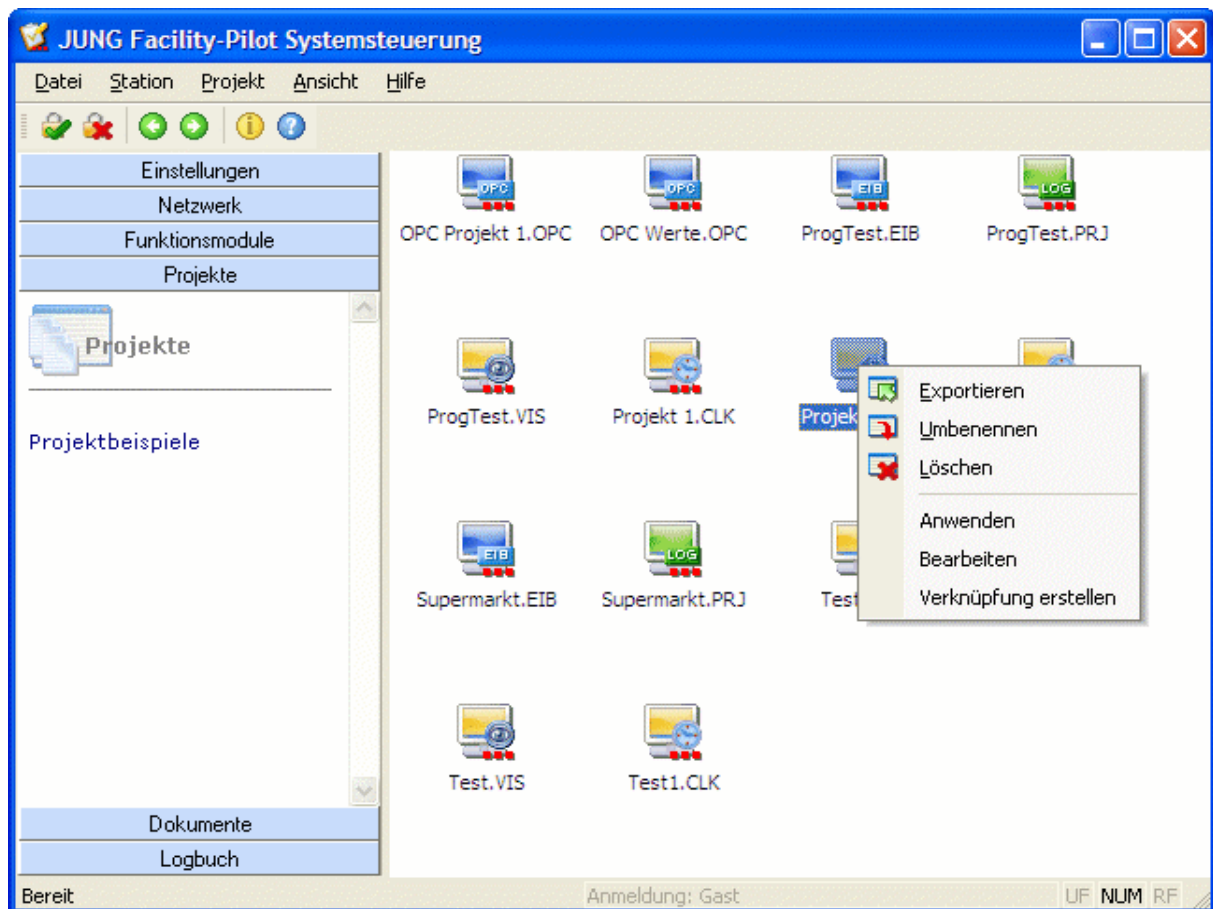 JUNG Facility-Pilot Systemsteuerung
Datei Station Projekt Ansicht Hilfe
Einstellungen
Netzwerk
Funktionsmodule
Projekte
Projekte
Projektbeispiele
Dokumente
Logbuch
OPC OPC EIB LOG
OPC Projekt 1.OPC OPC Werte.OPC ProgTest.EIB ProgTest.PRJ
ProgTest.VIS Projekt 1.CLK Projek
EIB LOG
Supermarkt.EIB Supermarkt.PRJ Test
Test.VIS Test1.CLK
Exportieren
Umbenennen
Löschen
Anwenden
Bearbeiten
Verknüpfung erstellen
Bereit Anmeldung: Gast UF NUM RF